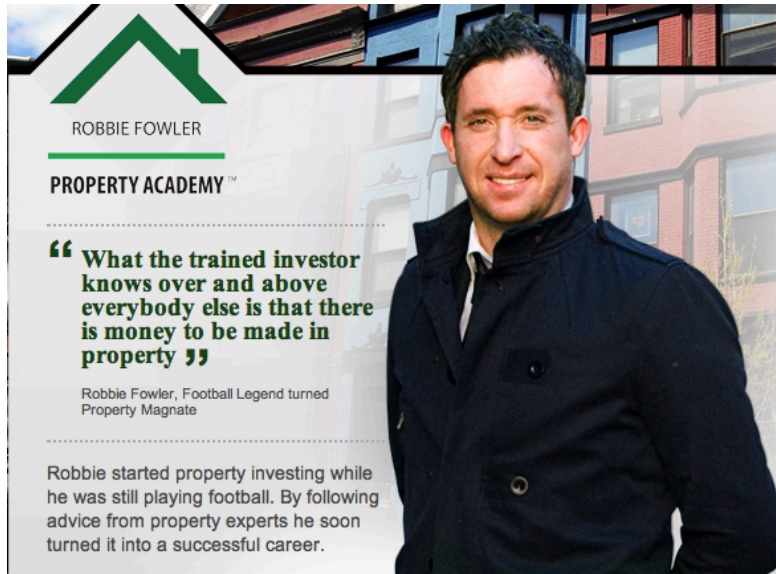 ROBBIE FOWLER
PROPERTY ACADEMY™
“ What the trained investor
knows over and above
everybody else is that there
is money to be made in
property ”
Robbie Fowler, Football Legend turned
Property Magnate
Robbie started property investing while
he was still playing football. By following
advice from property experts he soon
turned it into a successful career.